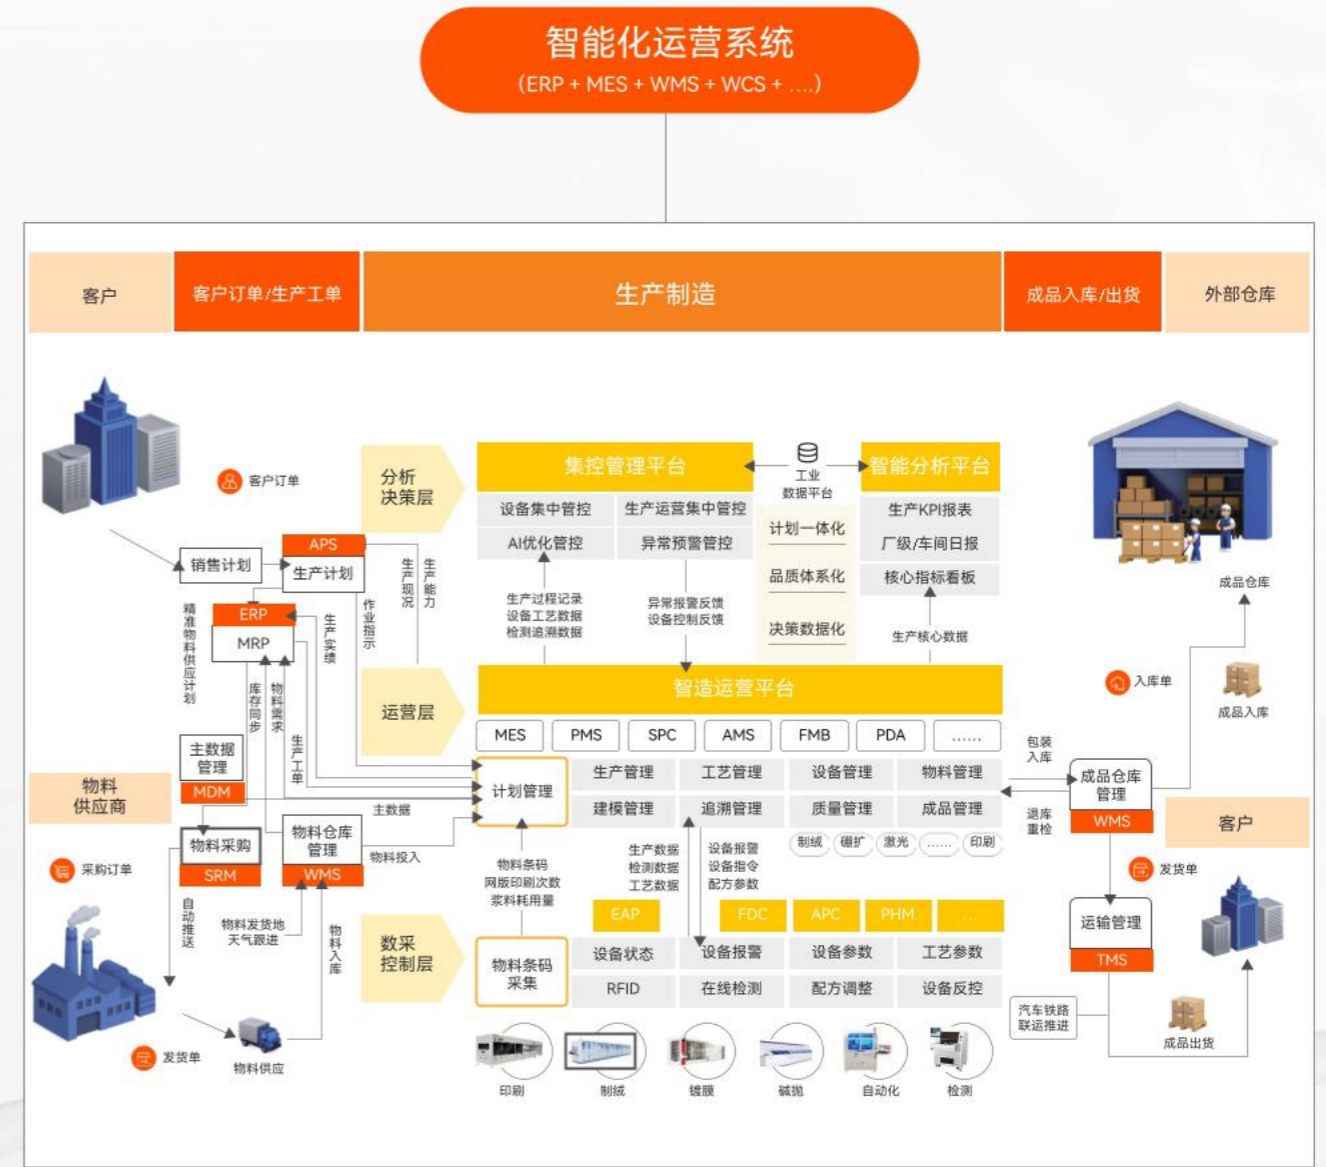 智能化运营系统
（ERP + MES + WMS + WCS + ....）
客户
客户订单/生产工单
生产制造
成品入库/出货
外部仓库
客户订单
销售计划
APS
生产计划
ERP
MRP
精准物料供应计划
生产实绩
作业指示
生产现况
生产能力
库存同步
物料需求
生产工单
主数据
管理
MDM
物料
供应商
采购订单
物料采购
SRM
物料仓库
管理
WMS
主数据
物料投入
自动推送
物料发货地
天气跟进
物料入库
发货单
物料供应
分析
决策层
集控管理平台
工业
数据平台
智能分析平台
设备集中管控
生产运营集中管控
AI优化管控
异常预警管控
计划一体化
品质体系化
决策数据化
生产KPI报表
厂级/车间日报
核心指标看板
生产过程记录
设备工艺数据
检测追溯数据
异常报警反馈
设备控制反馈
生产核心数据
运营层
智造运营平台
MES
PMS
SPC
AMS
FMB
PDA
......
计划管理
生产管理
工艺管理
设备管理
物料管理
建模管理
追溯管理
质量管理
成品管理
制绒
硼扩
激光
......
印刷
物料条码
网版印刷次数
浆料耗用量
生产数据
检测数据
工艺数据
设备报警
设备指令
配方参数
数采
控制层
EAP
FDC
APC
PHM
...
物料条码
采集
设备状态
设备报警
设备参数
工艺参数
RFID
在线检测
配方调整
设备反控
印刷
制绒
镀膜
碱抛
自动化
检测
成品仓库
入库单
成品入库
包装
入库
退库
重检
成品仓库
管理
WMS
客户
发货单
运输管理
TMS
汽车铁路
联运推进
成品出货